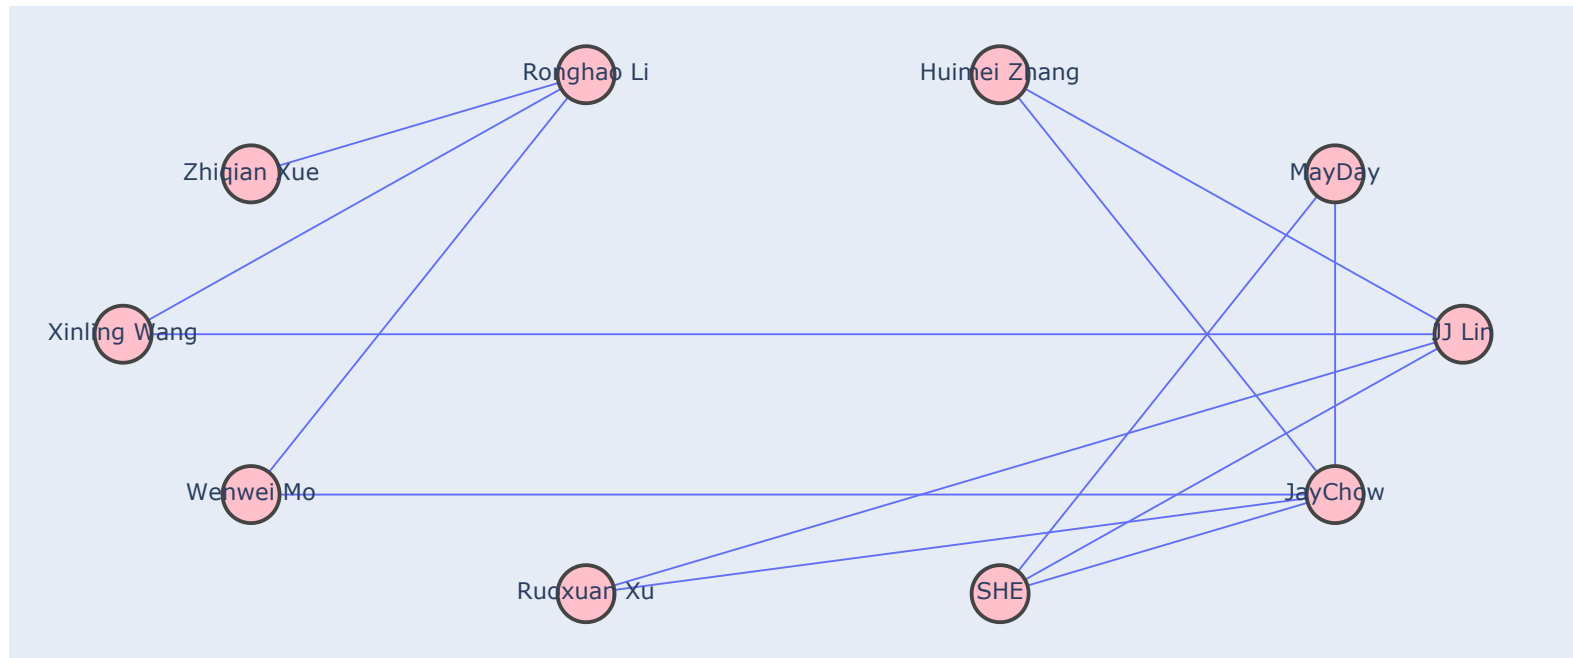 Ronghao Li
Huimei Zhang
Zhiqian Xue
MayDay
Xinling Wang
JJ Lin
Wenwei Mo
JayChow
Ruoxuan Xu
SHE